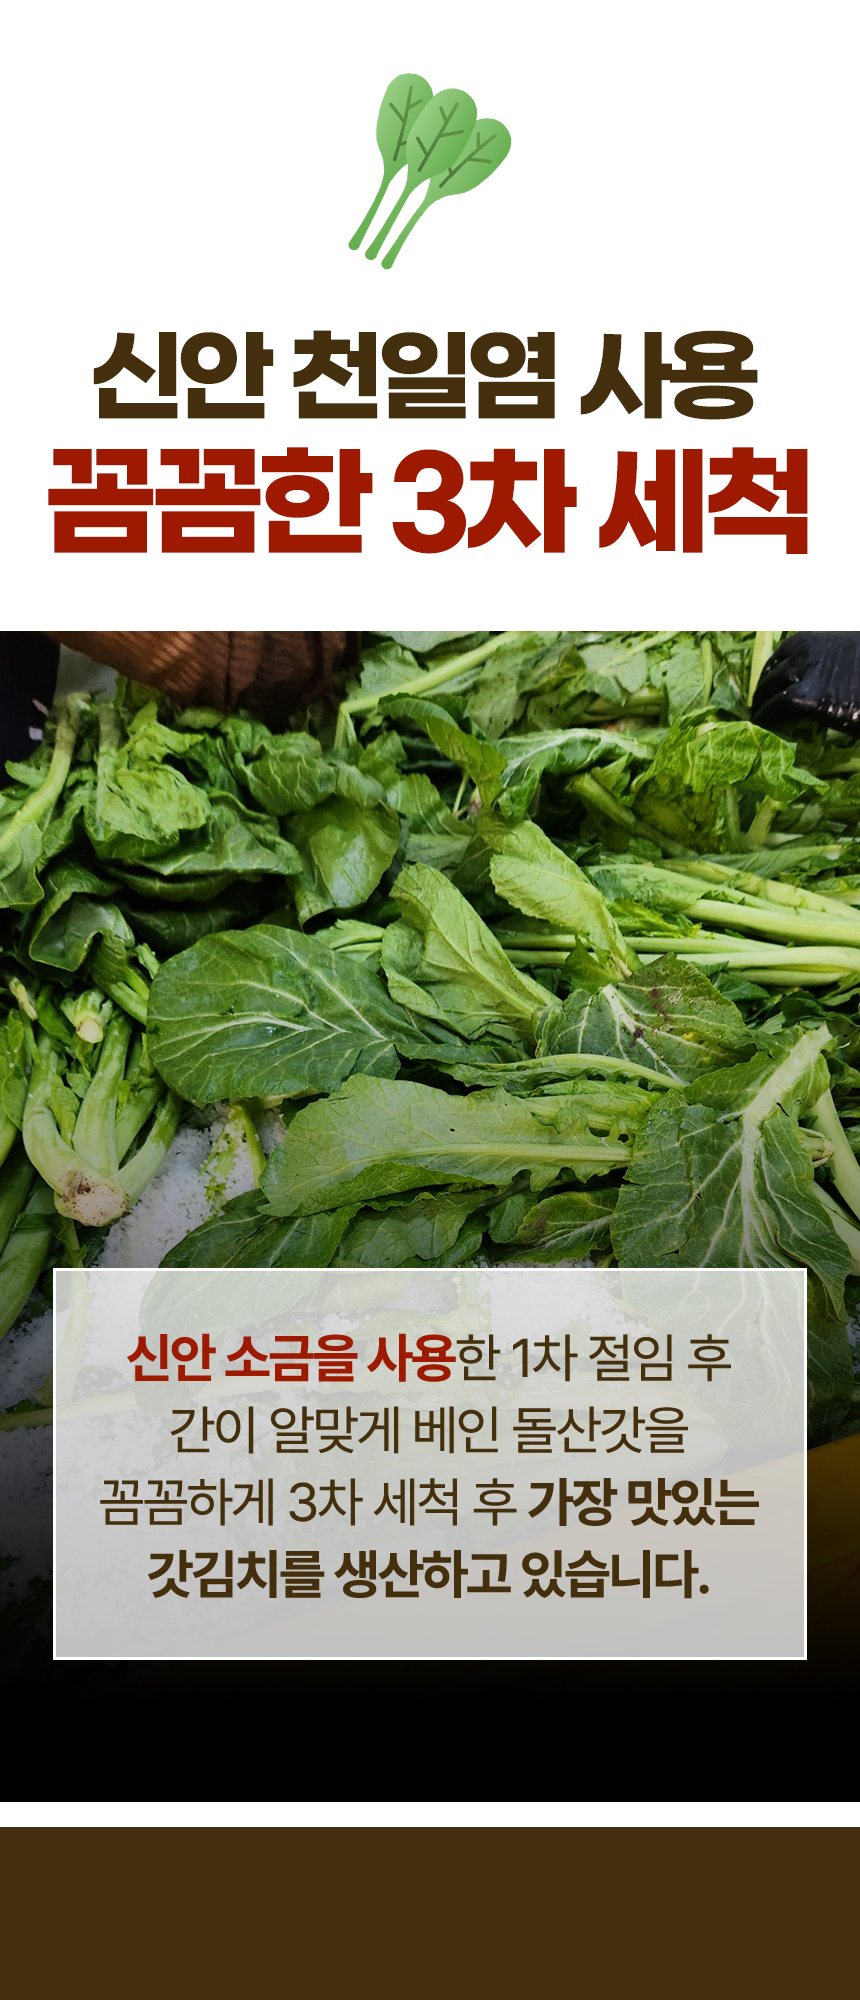 신안 천일염 사용
꼼꼼한 3차 세척
신안 소금을 사용한 1차 절임 후
간이 알맞게 베인 돌산갓을
꼼꼼하게 3차 세척 후 가장 맛있는
갓김치를 생산하고 있습니다.